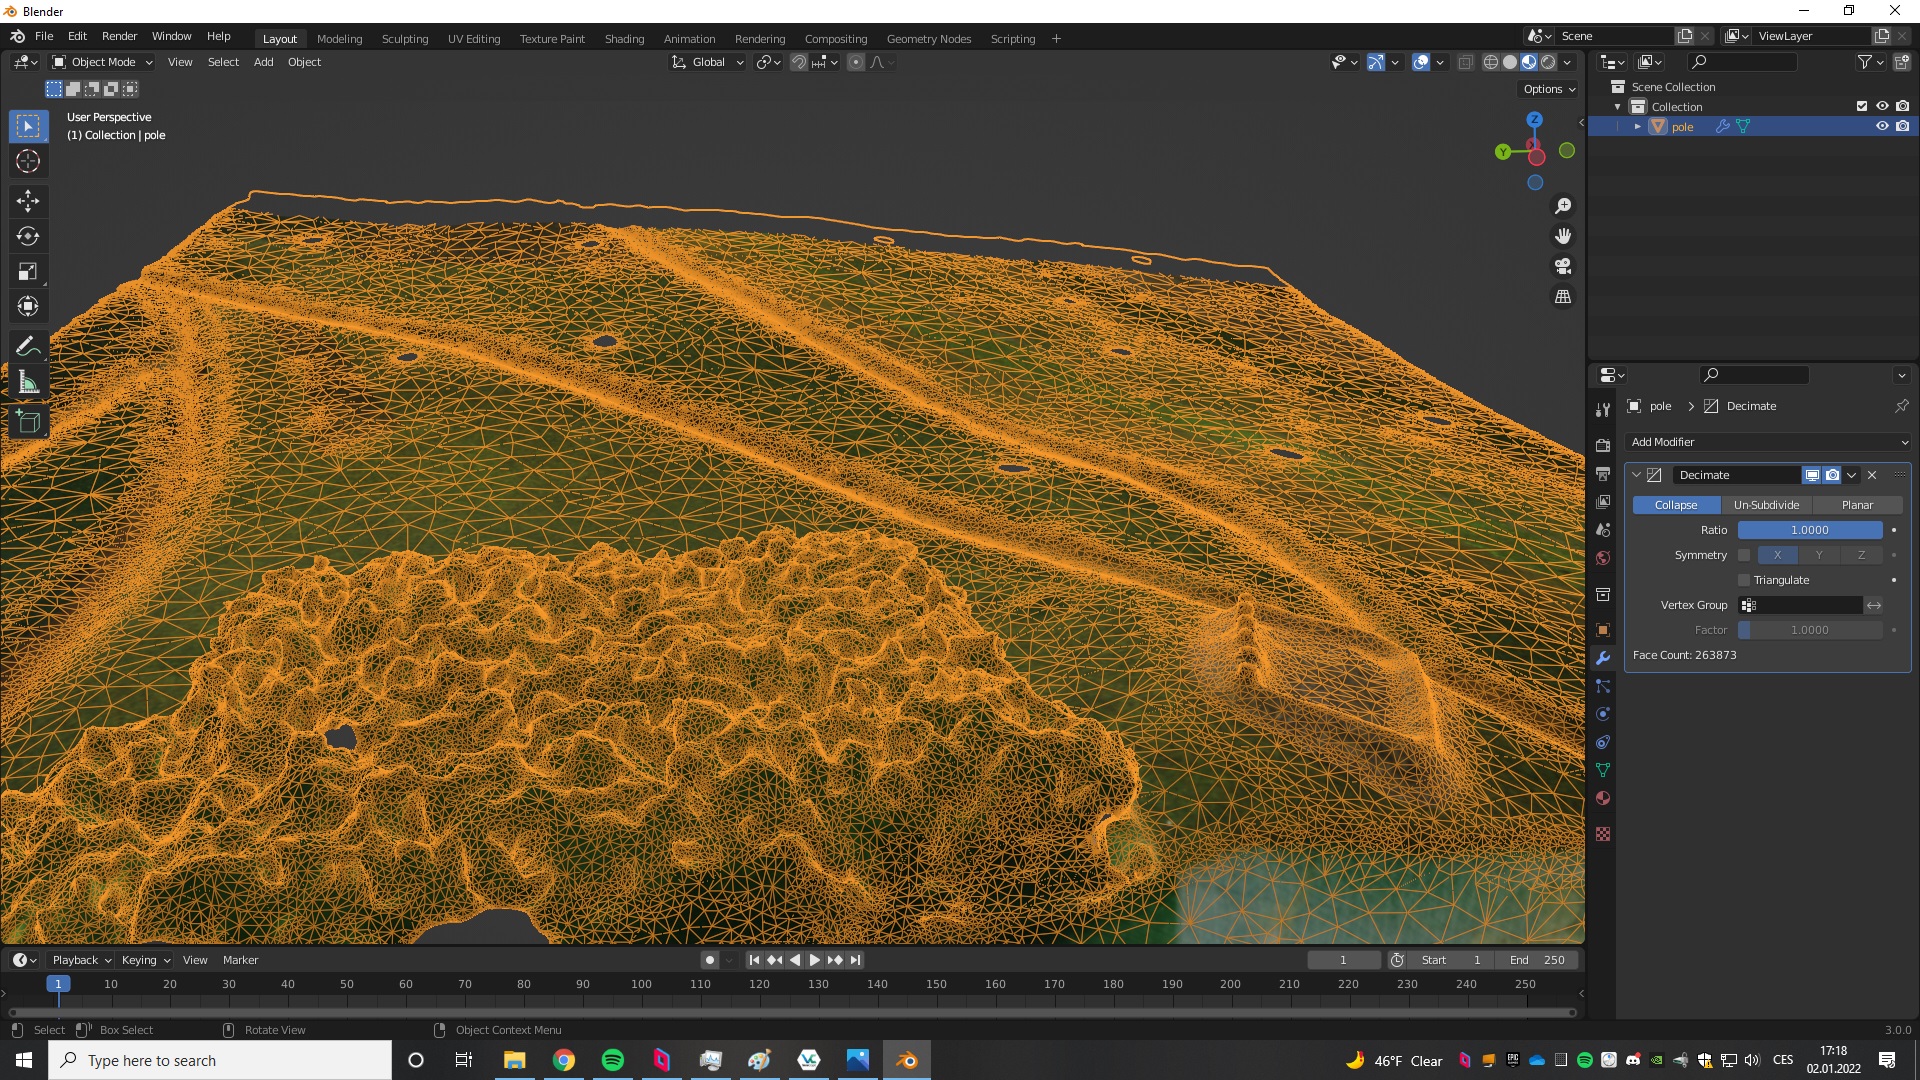 Blender
File Edit Render Window Help
Layout Modeling Sculpting UV Editing Texture Paint Shading Animation Rendering Compositing Geometry Nodes Scripting +
Scene
ViewLayer
Object Mode View Select Add Object
Global
Options
User Perspective
(1) Collection | pole
Z
Y
Scene Collection
Collection
pole
pole > Decimate
Add Modifier
Decimate
Collapse Un-Subdivide Planar
Ratio 1.0000
Symmetry X Y Z
Triangulate
Vertex Group
Factor 1.0000
Face Count: 263873
Playback Keying View Marker
1 Start 1 End 250
1 10 20 30 40 50 60 70 80 90 100 110 120 130 140 150 160 170 180 190 200 210 220 230 240 250
Select Box Select Rotate View Object Context Menu
3.0.0
Type here to search
46°F Clear
CES
17:18
02.01.2022